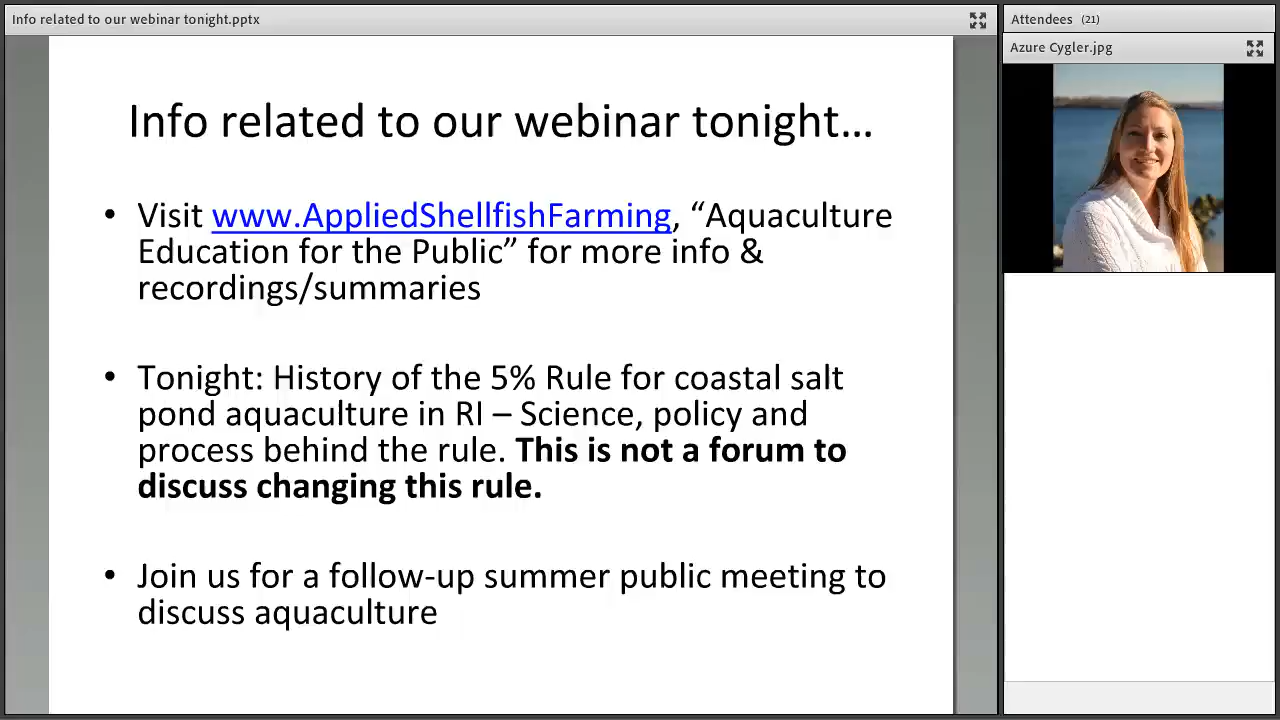 Info related to our webinar tonight.pptx
Attendees (21)
Azure Cygler.jpg
Info related to our webinar tonight…
• Visit www.AppliedShellfishFarming, “Aquaculture
Education for the Public” for more info &
recordings/summaries
• Tonight: History of the 5% Rule for coastal salt
pond aquaculture in RI – Science, policy and
process behind the rule. This is not a forum to
discuss changing this rule.
• Join us for a follow-up summer public meeting to
discuss aquaculture